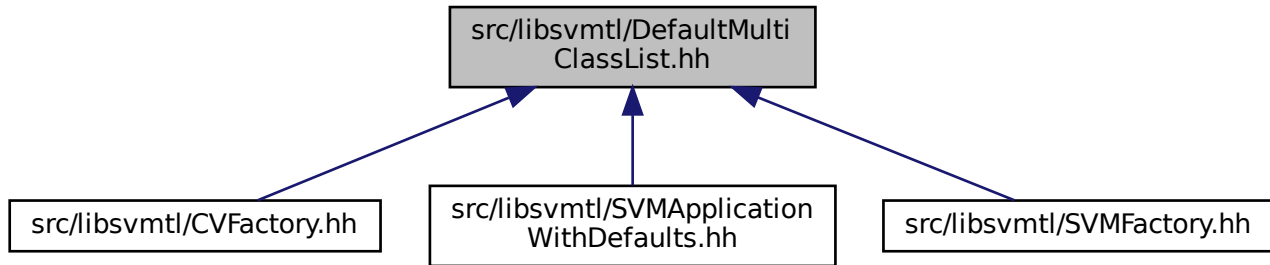 src/libsvmtl/DefaultMulti
ClassList.hh
src/libsvmtl/CVFactory.hh
src/libsvmtl/SVMApplication
WithDefaults.hh
src/libsvmtl/SVMFactory.hh